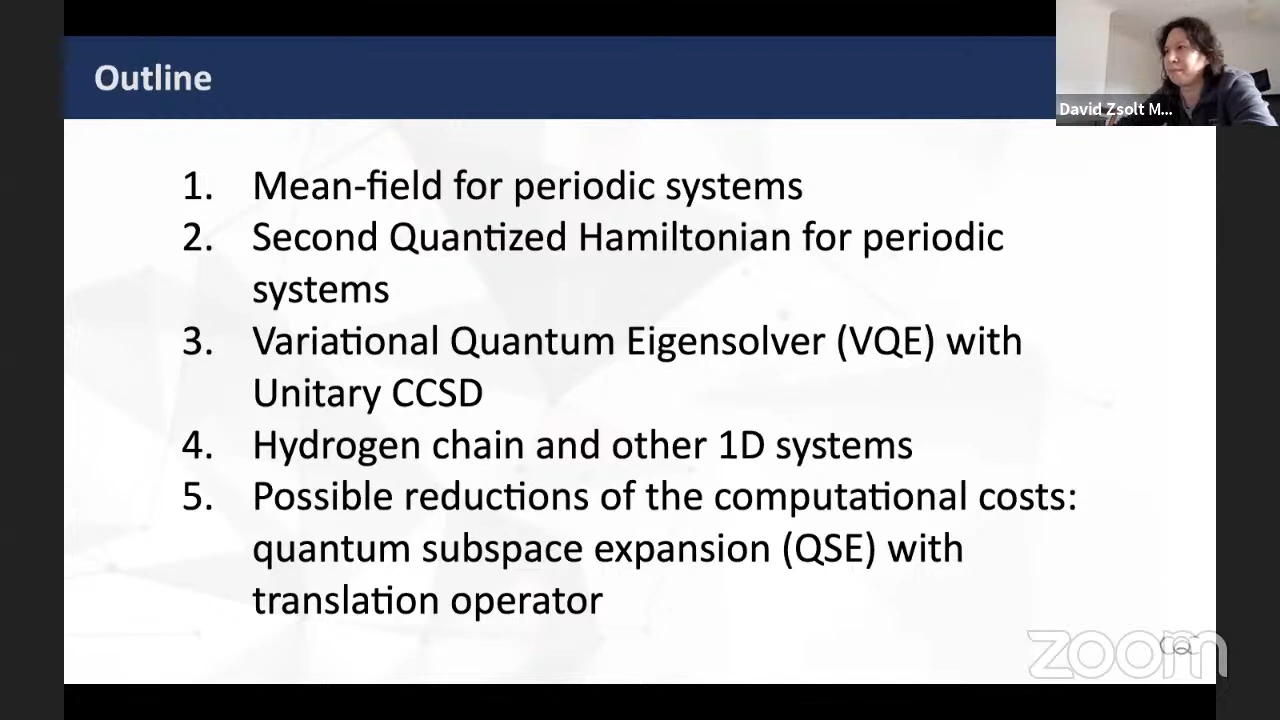 Outline
David Zsolt M...
1. Mean-field for periodic systems
2. Second Quantized Hamiltonian for periodic
systems
3. Variational Quantum Eigensolver (VQE) with
Unitary CCSD
4. Hydrogen chain and other 1D systems
5. Possible reductions of the computational costs:
quantum subspace expansion (QSE) with
translation operator
zoom
CQC